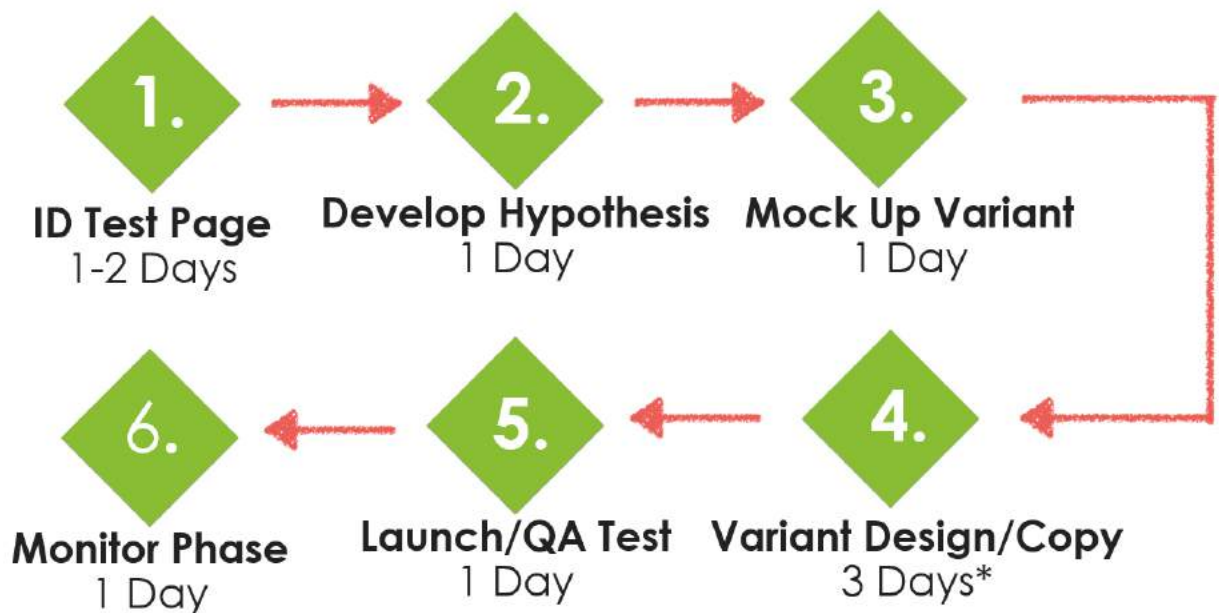 1.
ID Test Page
1-2 Days
2.
Develop Hypothesis
1 Day
3.
Mock Up Variant
1 Day
4.
Variant Design/Copy
3 Days*
5.
Launch/QA Test
1 Day
6.
Monitor Phase
1 Day